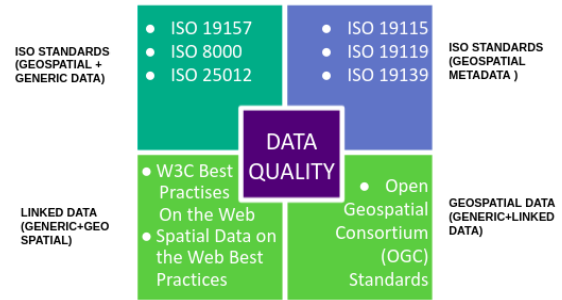 ISO STANDARDS
(GEOSPATIAL +
GENERIC DATA)
● ISO 19157
● ISO 8000
● ISO 25012
● ISO 19115
● ISO 19119
● ISO 19139
ISO STANDARDS
(GEOSPATIAL
METADATA )
DATA
QUALITY
LINKED DATA
(GENERIC+GEO
SPATIAL)
● W3C Best
Practises
On the Web
● Spatial Data on
the Web Best
Practices
● Open
Geospatial
Consortium
(OGC)
Standards
GEOSPATIAL DATA
(GENERIC+LINKED
DATA)